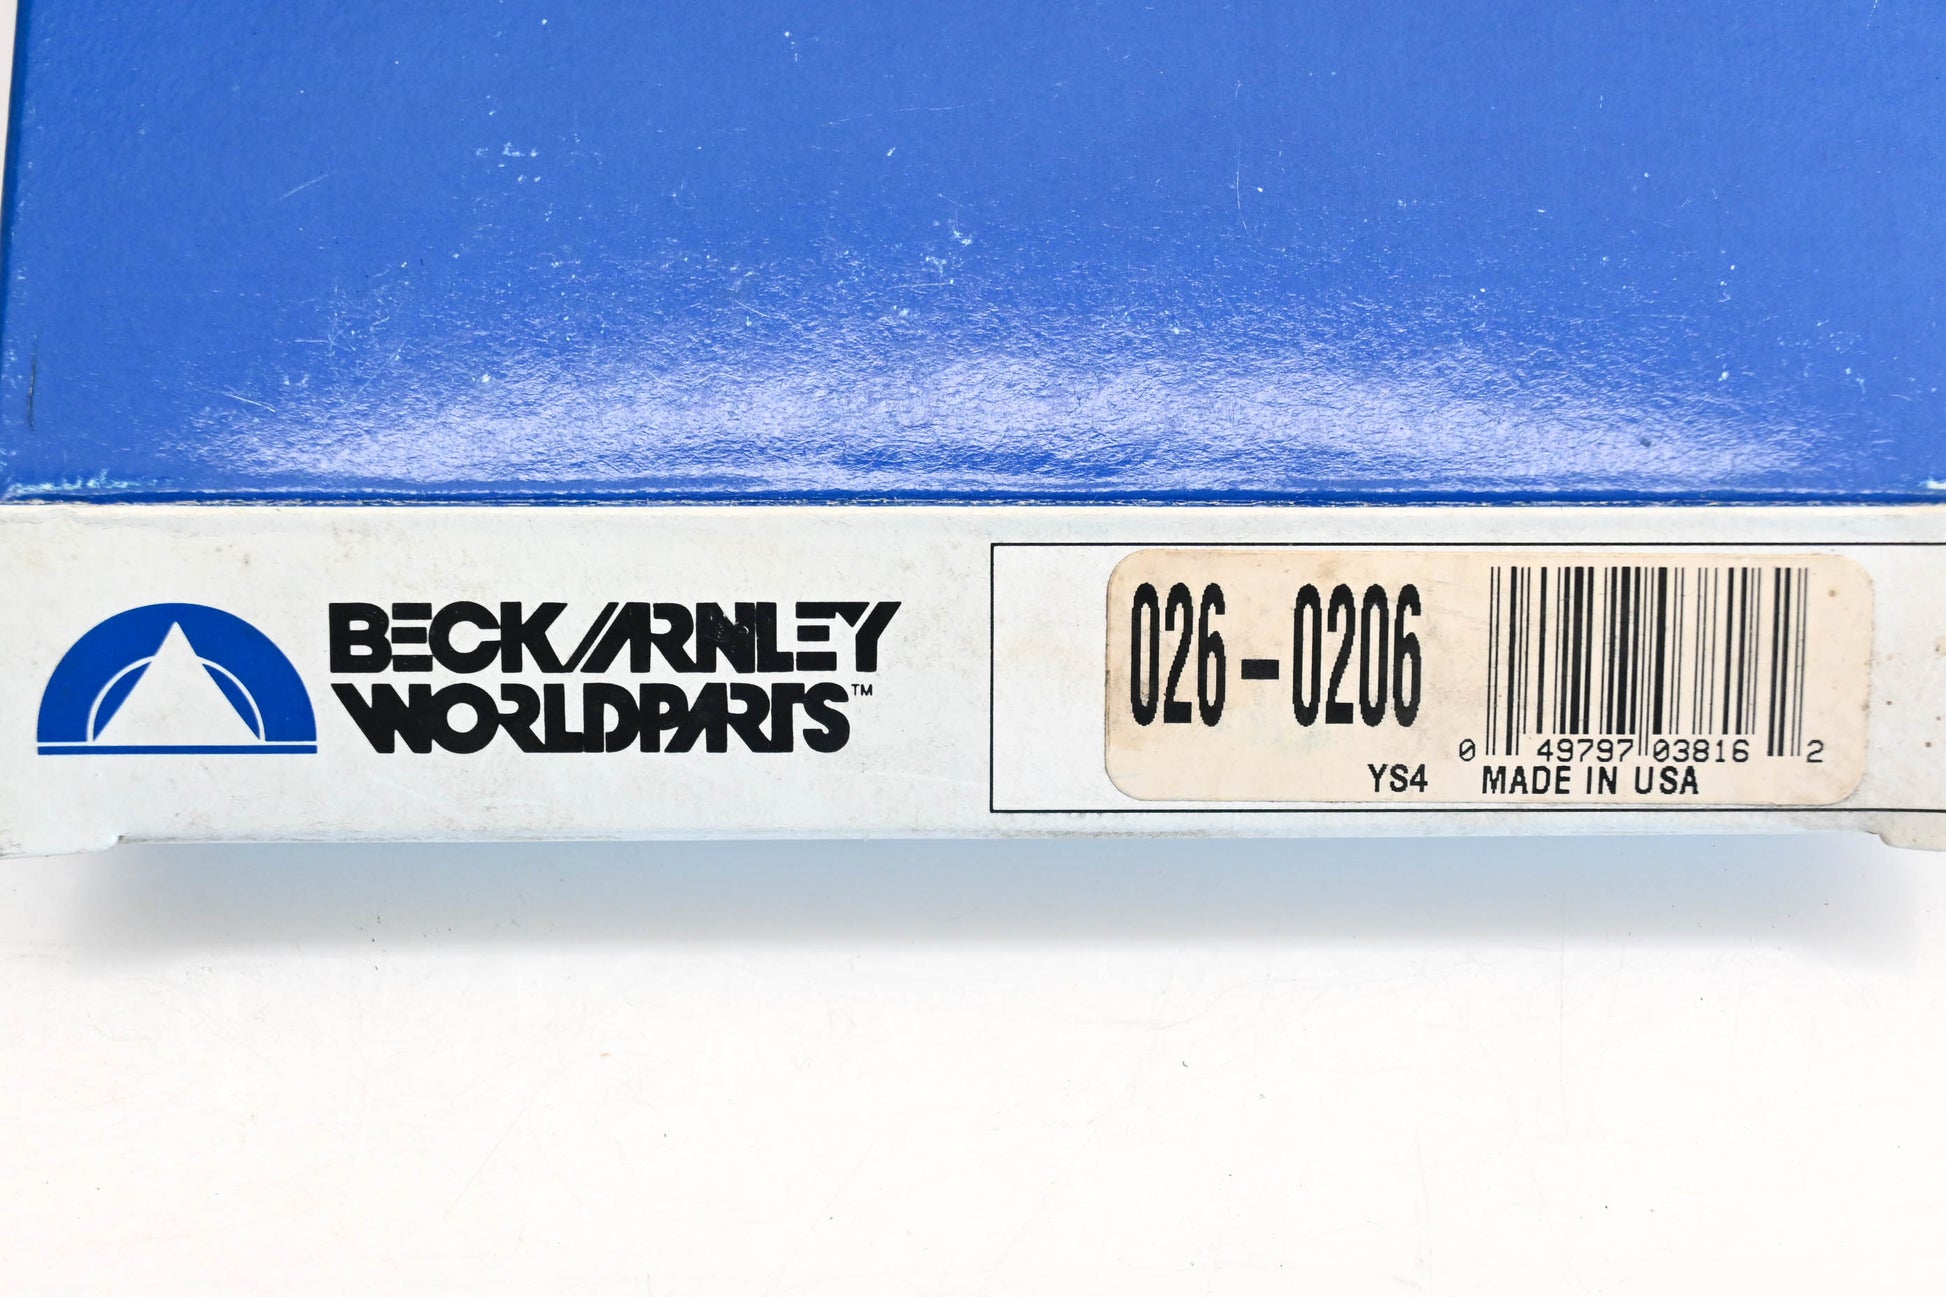 BECK/ARNLEY
WORLDPARTS™
026-0206
0 49797 03816 2
YS4 MADE IN USA